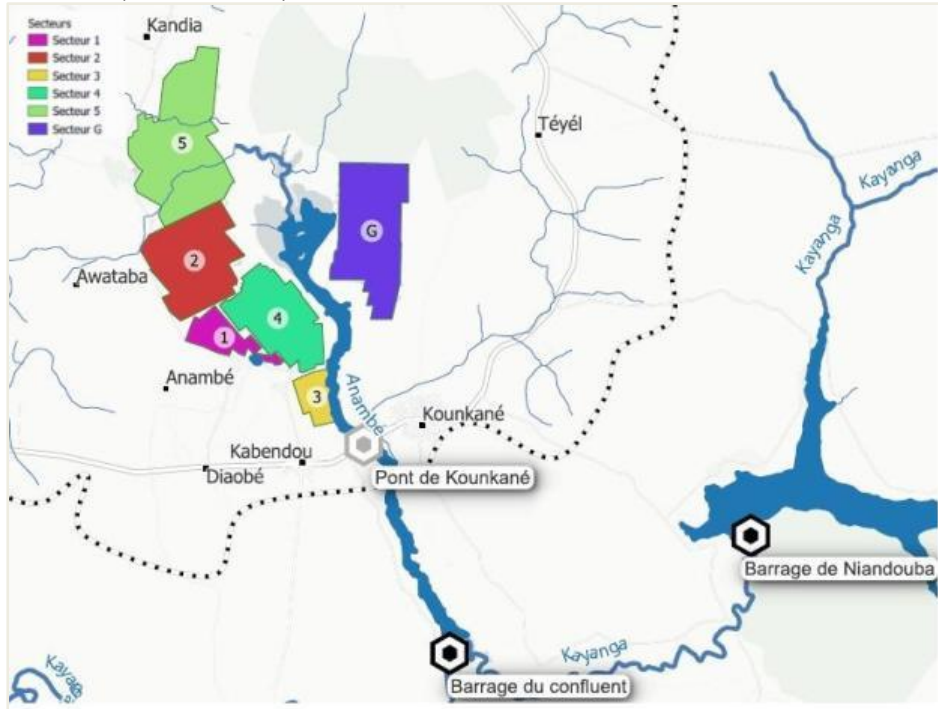 Secteurs
Secteur 1
Secteur 2
Secteur 3
Secteur 4
Secteur 5
Secteur G
Kandia
Téyél
5
Kayanga
Kayanga
G
2
Awataba
4
1
Anambé
Anambé
3
Kounkané
Kabendou
Diaobé
Pont de Kounkané
Barrage de Niandouba
Kayanga
Barrage du confluent